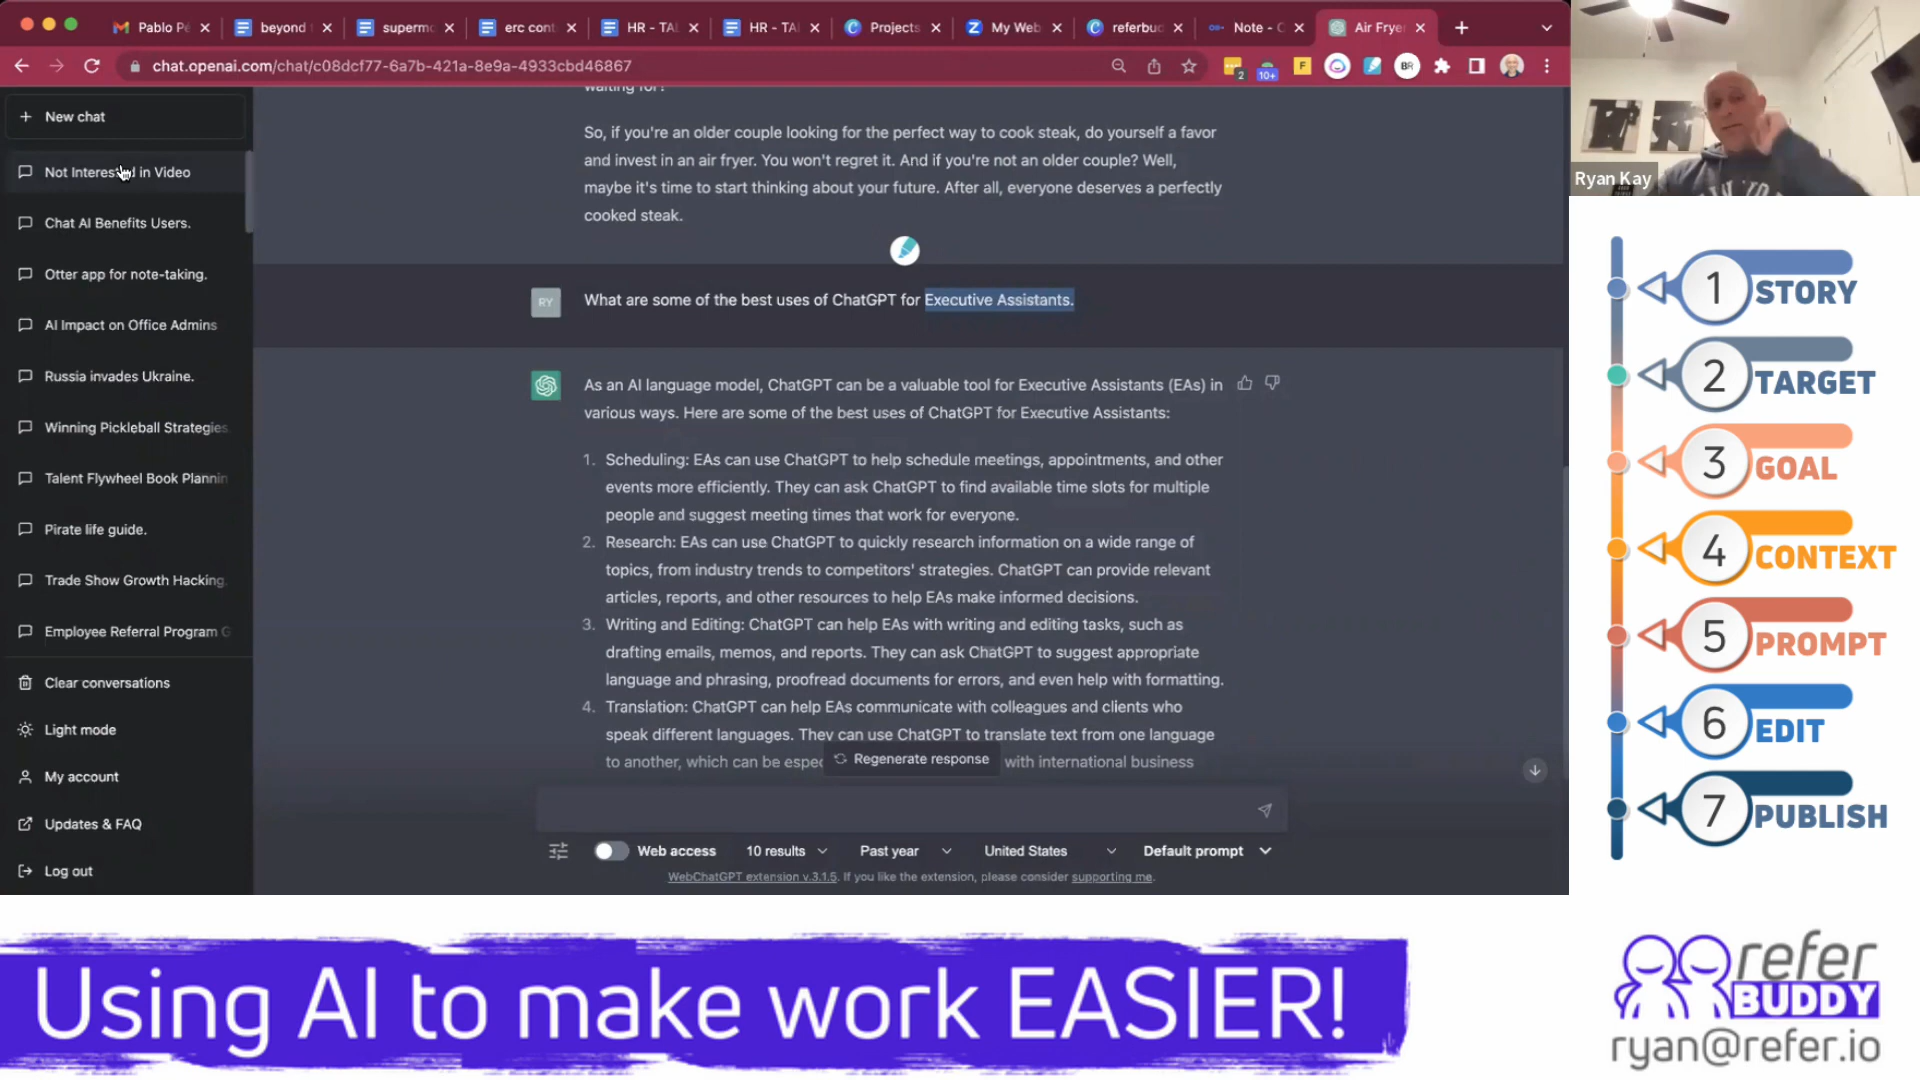 Pablo Pe
beyond
supermo
erc cont
HR - TAL
HR - TAL
Projects
My Web
referbuc
Note - C
Air Fryer
chat.openai.com/chat/c08dcf77-6a7b-421a-8e9a-4933cbd46867
2
10+
F
BR
New chat
Not Interested in Video
Chat AI Benefits Users.
Otter app for note-taking.
AI Impact on Office Admins
Russia invades Ukraine.
Winning Pickleball Strategies.
Talent Flywheel Book Plannin
Pirate life guide.
Trade Show Growth Hacking.
Employee Referral Program G
Clear conversations
Light mode
My account
Updates & FAQ
Log out
waiting for?
So, if you're an older couple looking for the perfect way to cook steak, do yourself a favor
and invest in an air fryer. You won't regret it. And if you're not an older couple? Well,
maybe it's time to start thinking about your future. After all, everyone deserves a perfectly
cooked steak.
RY
What are some of the best uses of ChatGPT for Executive Assistants.
As an AI language model, ChatGPT can be a valuable tool for Executive Assistants (EAs) in
various ways. Here are some of the best uses of ChatGPT for Executive Assistants:
1. Scheduling: EAs can use ChatGPT to help schedule meetings, appointments, and other
events more efficiently. They can ask ChatGPT to find available time slots for multiple
people and suggest meeting times that work for everyone.
2. Research: EAs can use ChatGPT to quickly research information on a wide range of
topics, from industry trends to competitors' strategies. ChatGPT can provide relevant
articles, reports, and other resources to help EAs make informed decisions.
3. Writing and Editing: ChatGPT can help EAs with writing and editing tasks, such as
drafting emails, memos, and reports. They can ask ChatGPT to suggest appropriate
language and phrasing, proofread documents for errors, and even help with formatting.
4. Translation: ChatGPT can help EAs communicate with colleagues and clients who
speak different languages. They can use ChatGPT to translate text from one language
to another, which can be espec
Regenerate response
with international business
Web access
10 results
Past year
United States
Default prompt
WebChatGPT extension v.3.1.5. If you like the extension, please consider supporting me.
Ryan Kay
1 STORY
2 TARGET
3 GOAL
4 CONTEXT
5 PROMPT
6 EDIT
7 PUBLISH
Using AI to make work EASIER!
refer
BUDDY
ryan@refer.io